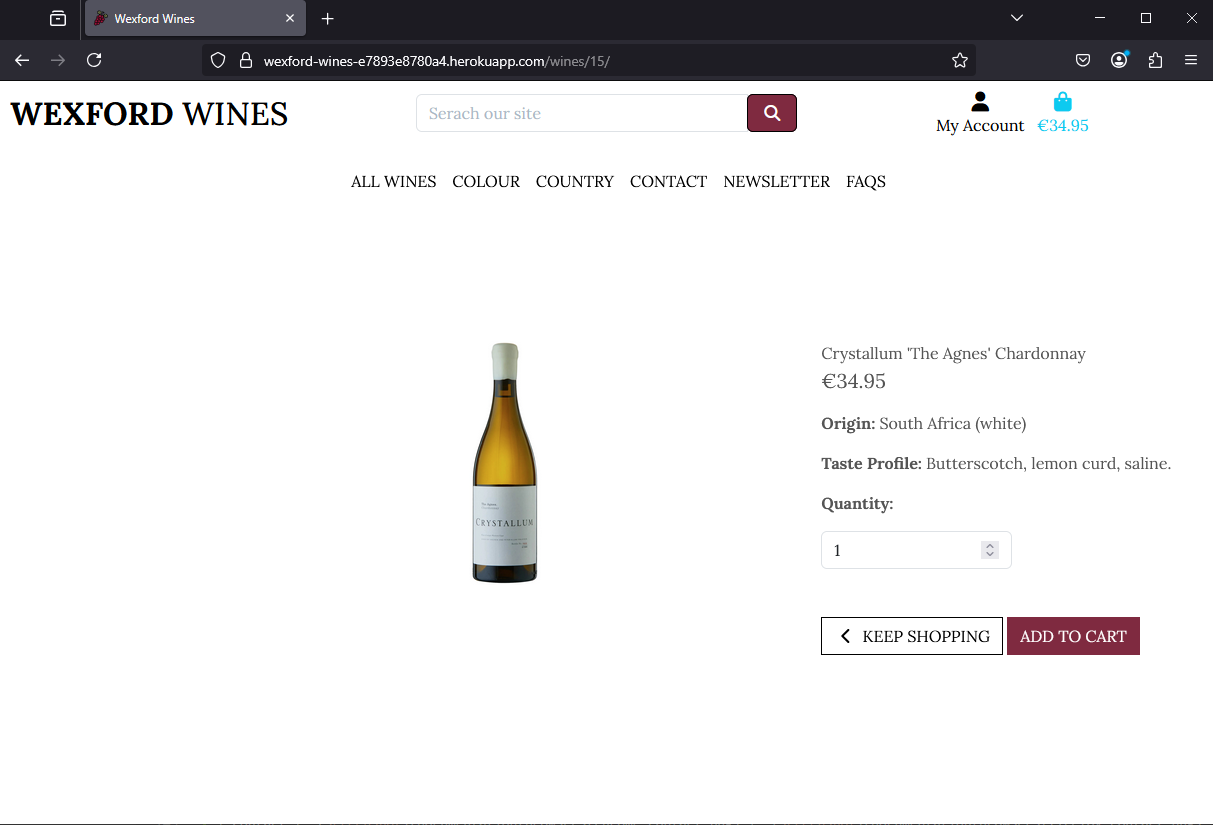 Wexford Wines
wexford-wines-e7893e8780a4.herokuapp.com/wines/15/
WEXFORD WINES
Serach our site
My Account
€34.95
ALL WINES COLOUR COUNTRY CONTACT NEWSLETTER FAQS
Crystallum 'The Agnes' Chardonnay
€34.95
Origin: South Africa (white)
Taste Profile: Butterscotch, lemon curd, saline.
Quantity:
1
KEEP SHOPPING
ADD TO CART
CRYSTALLUM